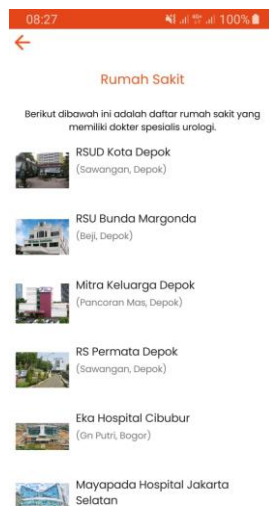 08:27
100%
Rumah Sakit
Berikut dibawah ini adalah daftar rumah sakit yang
memiliki dokter spesialis urologi.
RSUD Kota Depok
(Sawangan, Depok)
RSU Bunda Margonda
(Beji, Depok)
Mitra Keluarga Depok
(Pancoran Mas, Depok)
RS Permata Depok
(Sawangan, Depok)
Eka Hospital Cibubur
(Gn Putri, Bogor)
Mayapada Hospital Jakarta
Selatan